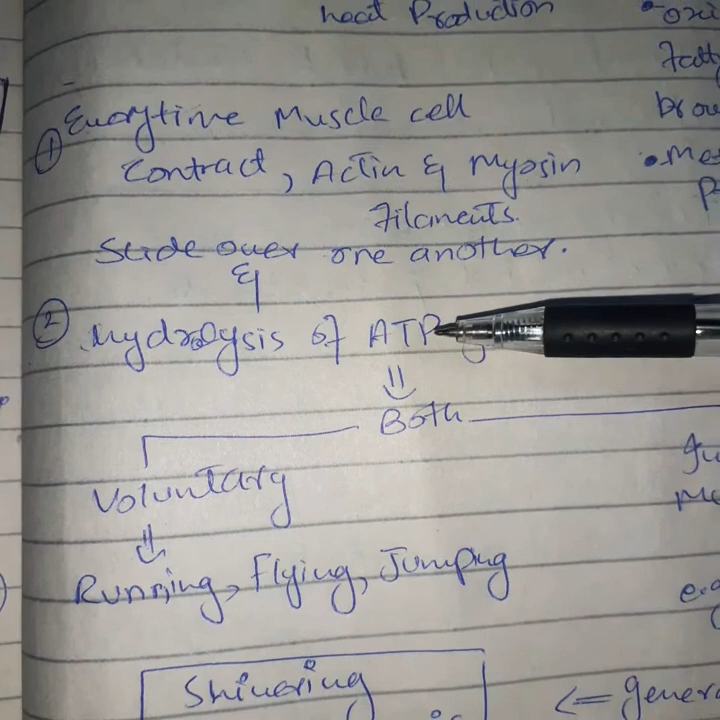 heat Production
① Everytime Muscle cell
Contract, Actin & Myosin
Filaments.
Slide over one another.
&
② Hydrolysis of ATP
⇓
Both
Voluntary
⇓
Running, Flying, Jumping
Shivering